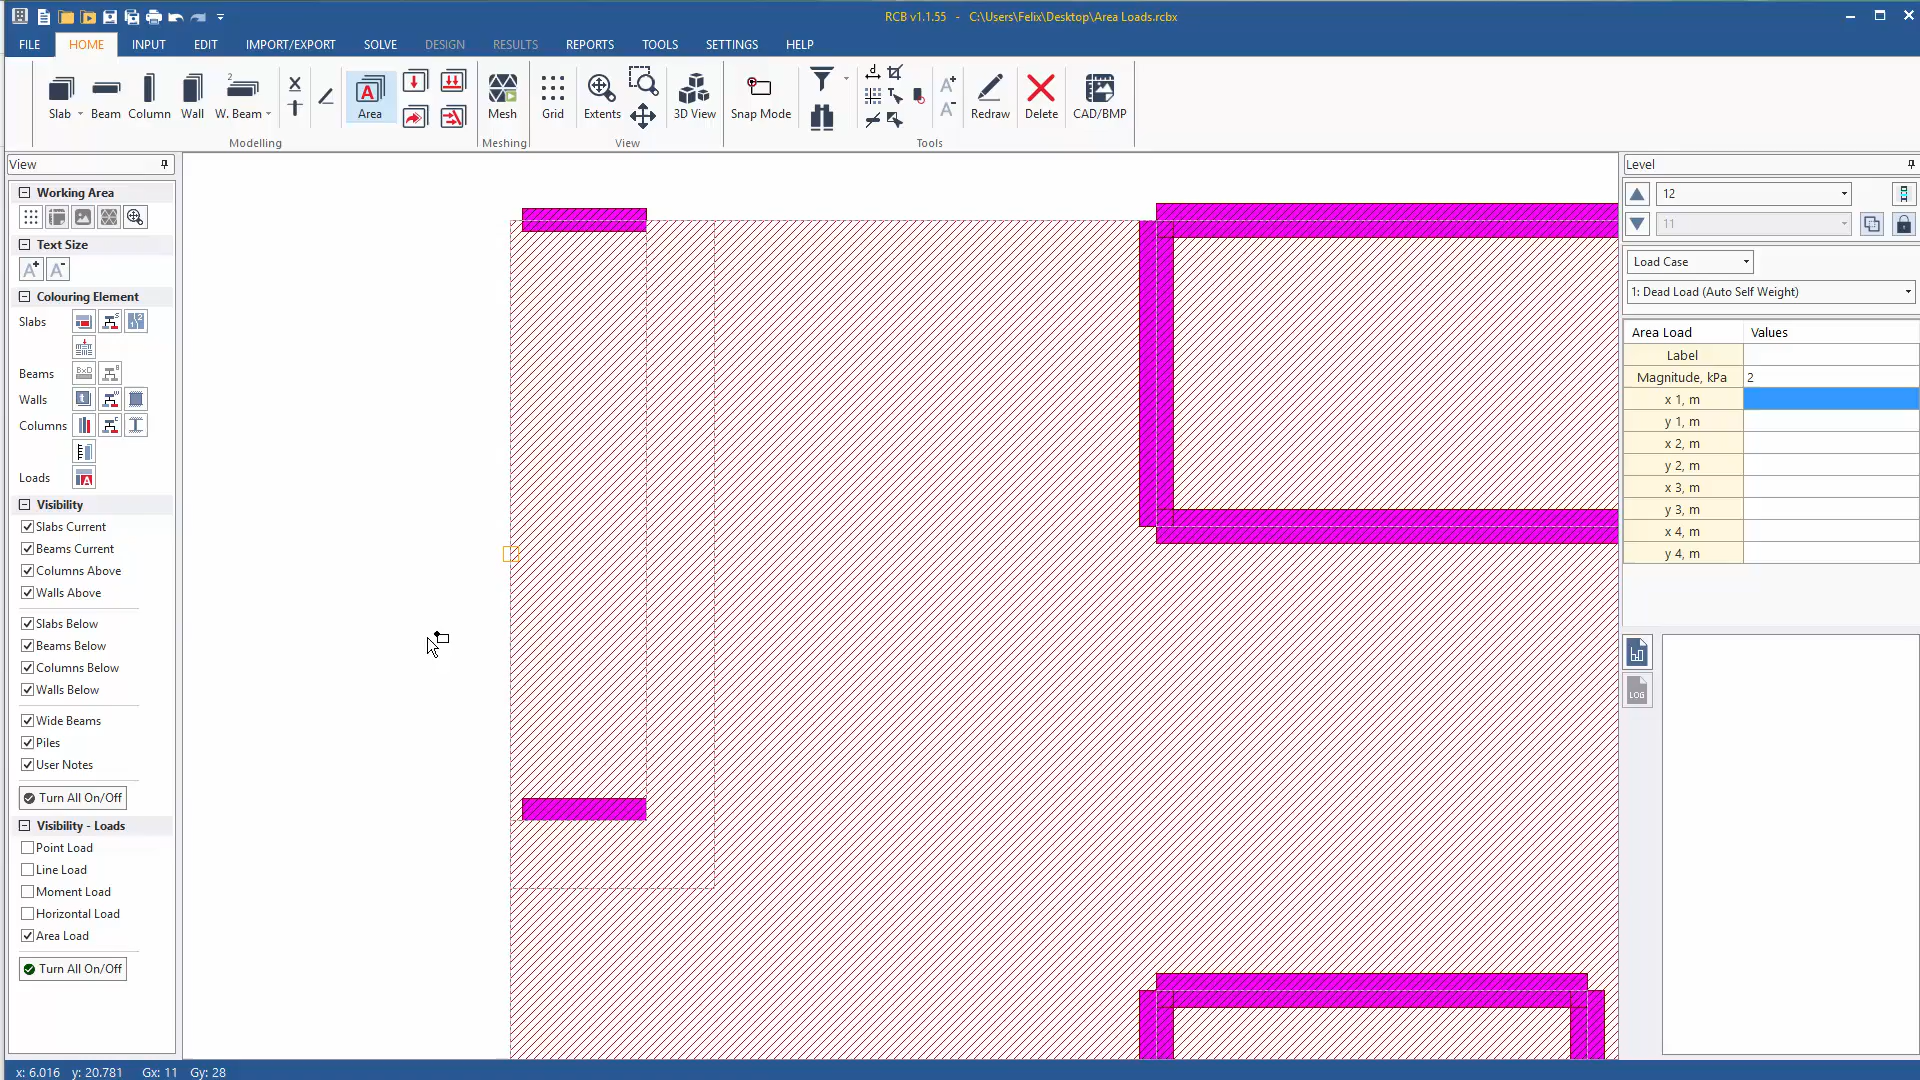 RCB v1.1.55 - C:\Users\Felix\Desktop\Area Loads.rcbx
FILE HOME INPUT EDIT IMPORT/EXPORT SOLVE DESIGN RESULTS REPORTS TOOLS SETTINGS HELP
Slab Beam Column Wall 2 W. Beam A Area Mesh Grid Extents 3D View Snap Mode d A+ A- Redraw Delete CAD/BMP
Modelling Meshing View Tools
View
Working Area
Text Size
A+ A-
Colouring Element
Slabs
Beams BxD
Walls
Columns
Loads A
Visibility
Slabs Current
Beams Current
Columns Above
Walls Above
Slabs Below
Beams Below
Columns Below
Walls Below
Wide Beams
Piles
User Notes
Turn All On/Off
Visibility - Loads
Point Load
Line Load
Moment Load
Horizontal Load
Area Load
Turn All On/Off
Level
12
11
Load Case
1: Dead Load (Auto Self Weight)
Area Load Values
Label
Magnitude, kPa 2
x 1, m
y 1, m
x 2, m
y 2, m
x 3, m
y 3, m
x 4, m
y 4, m
LOG
x: 6.016 y: 20.781 Gx: 11 Gy: 28